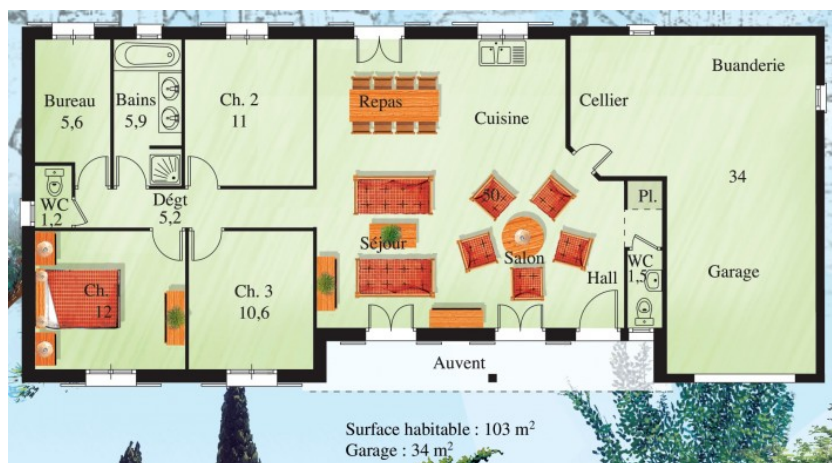 Bureau
5,6
Bains
5,9
Ch. 2
11
Repas
Cuisine
Cellier
Buanderie
34
WC
1,2
Dégt
5,2
50
Pl.
Séjour
Salon
Hall
WC
1,5
Garage
Ch. 1
12
Ch. 3
10,6
Auvent
Surface habitable : 103 m²
Garage : 34 m²